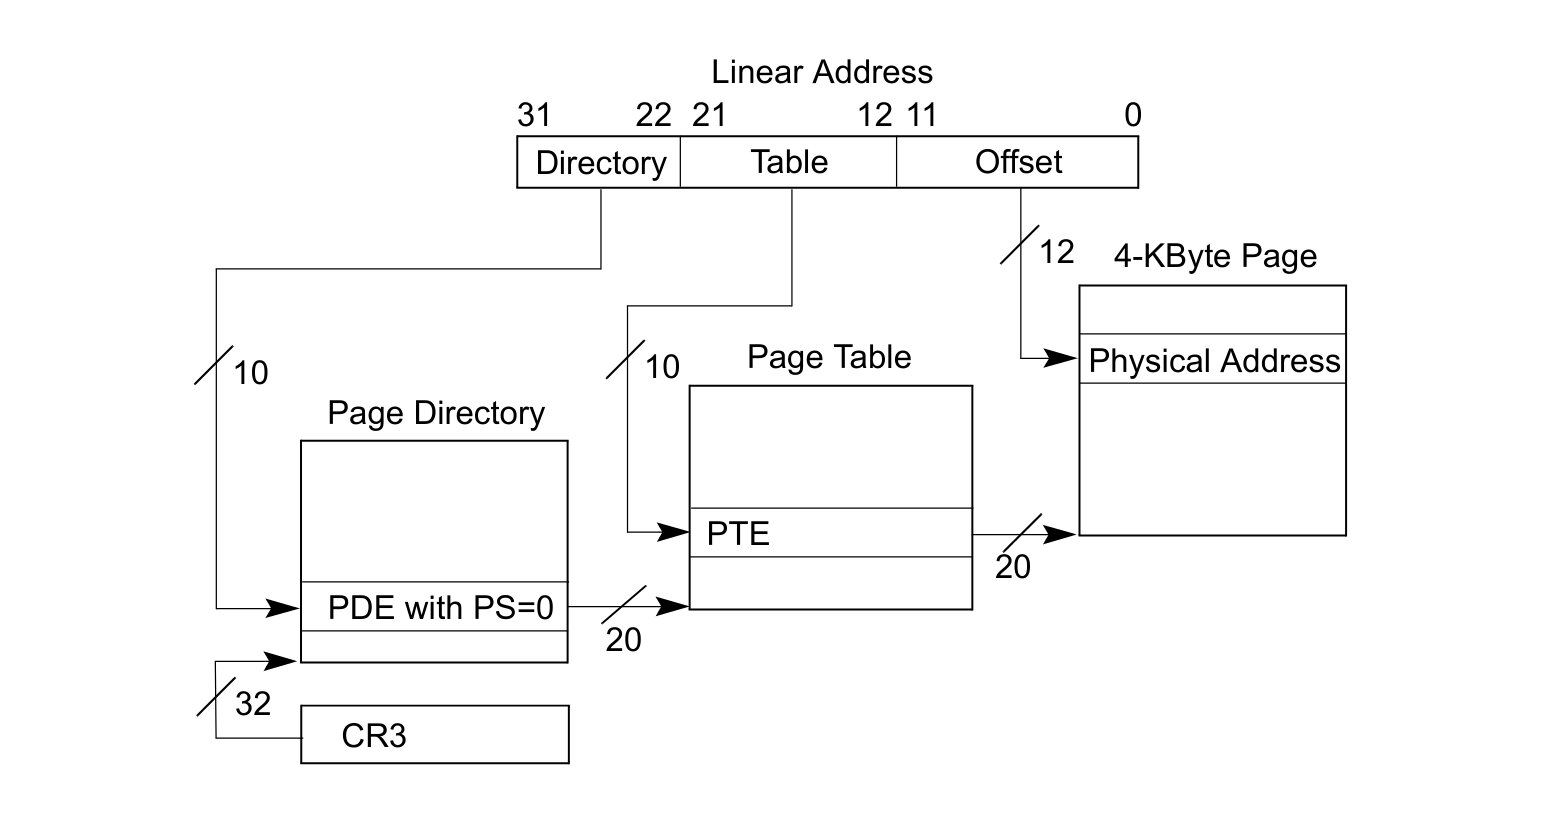 Linear Address
31 22 21 12 11 0
Directory Table Offset
12
4-KByte Page
Physical Address
10
10
Page Table
Page Directory
PTE
20
PDE with PS=0
20
32
CR3